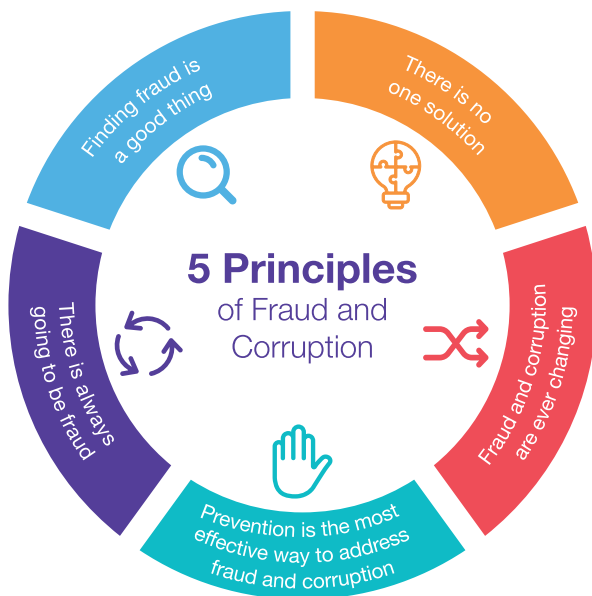 5 Principles
of Fraud and
Corruption
There is no
one solution
Fraud and corruption
are ever changing
Prevention is the most
effective way to address
fraud and corruption
There is always
going to be fraud
Finding fraud is
a good thing